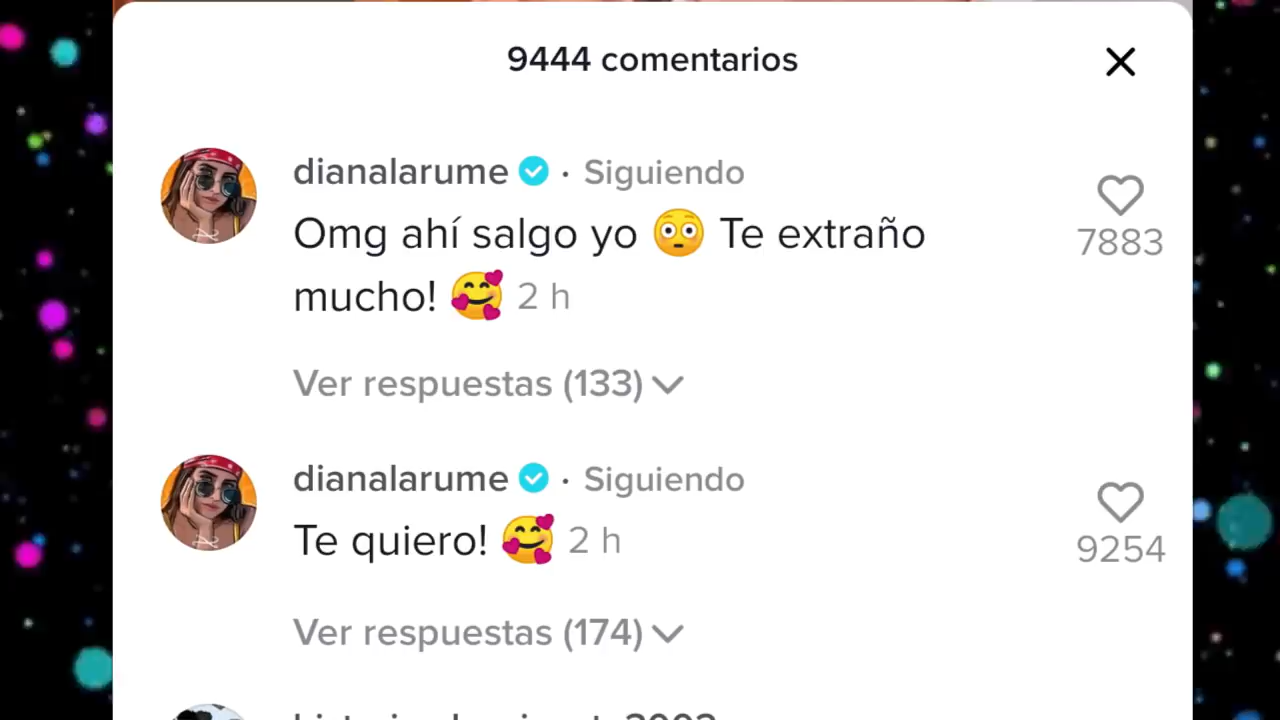 9444 comentarios
dianalarume · Siguiendo
Omg ahí salgo yo 😳 Te extraño
mucho! 🥰 2 h
7883
Ver respuestas (133)
dianalarume · Siguiendo
Te quiero! 🥰 2 h
9254
Ver respuestas (174)